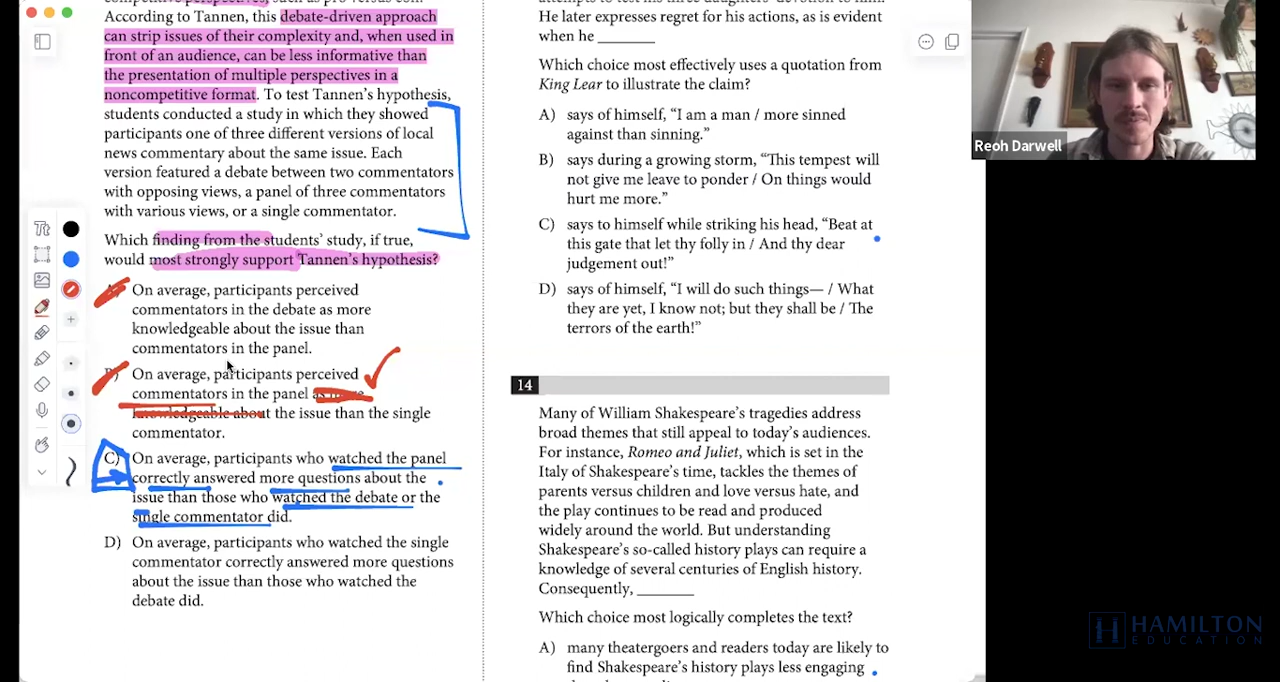 According to Tannen, this debate-driven approach
can strip issues of their complexity and, when used in
front of an audience, can be less informative than
the presentation of multiple perspectives in a
noncompetitive format. To test Tannen's hypothesis,
students conducted a study in which they showed
participants one of three different versions of local
news commentary about the same issue. Each
version featured a debate between two commentators
with opposing views, a panel of three commentators
with various views, or a single commentator.
Which finding from the students' study, if true,
would most strongly support Tannen's hypothesis?
On average, participants perceived
commentators in the debate as more
knowledgeable about the issue than
commentators in the panel.
On average, participants perceived
commentators in the panel as more
knowledgeable about the issue than the single
commentator.
C) On average, participants who watched the panel
correctly answered more questions about the
issue than those who watched the debate or the
single commentator did.
D) On average, participants who watched the single
commentator correctly answered more questions
about the issue than those who watched the
debate did.
He later expresses regret for his actions, as is evident
when he ______
Which choice most effectively uses a quotation from
King Lear to illustrate the claim?
A) says of himself, "I am a man / more sinned
against than sinning."
B) says during a growing storm, "This tempest will
not give me leave to ponder / On things would
hurt me more."
C) says to himself while striking his head, "Beat at
this gate that let thy folly in / And thy dear
judgement out!"
D) says of himself, "I will do such things— / What
they are yet, I know not; but they shall be / The
terrors of the earth!"
14
Many of William Shakespeare's tragedies address
broad themes that still appeal to today's audiences.
For instance, Romeo and Juliet, which is set in the
Italy of Shakespeare's time, tackles the themes of
parents versus children and love versus hate, and
the play continues to be read and produced
widely around the world. But understanding
Shakespeare's so-called history plays can require a
knowledge of several centuries of English history.
Consequently, ______
Which choice most logically completes the text?
A) many theatergoers and readers today are likely to
find Shakespeare's history plays less engaging
Tt
Reoh Darwell
HAMILTON
EDUCATION